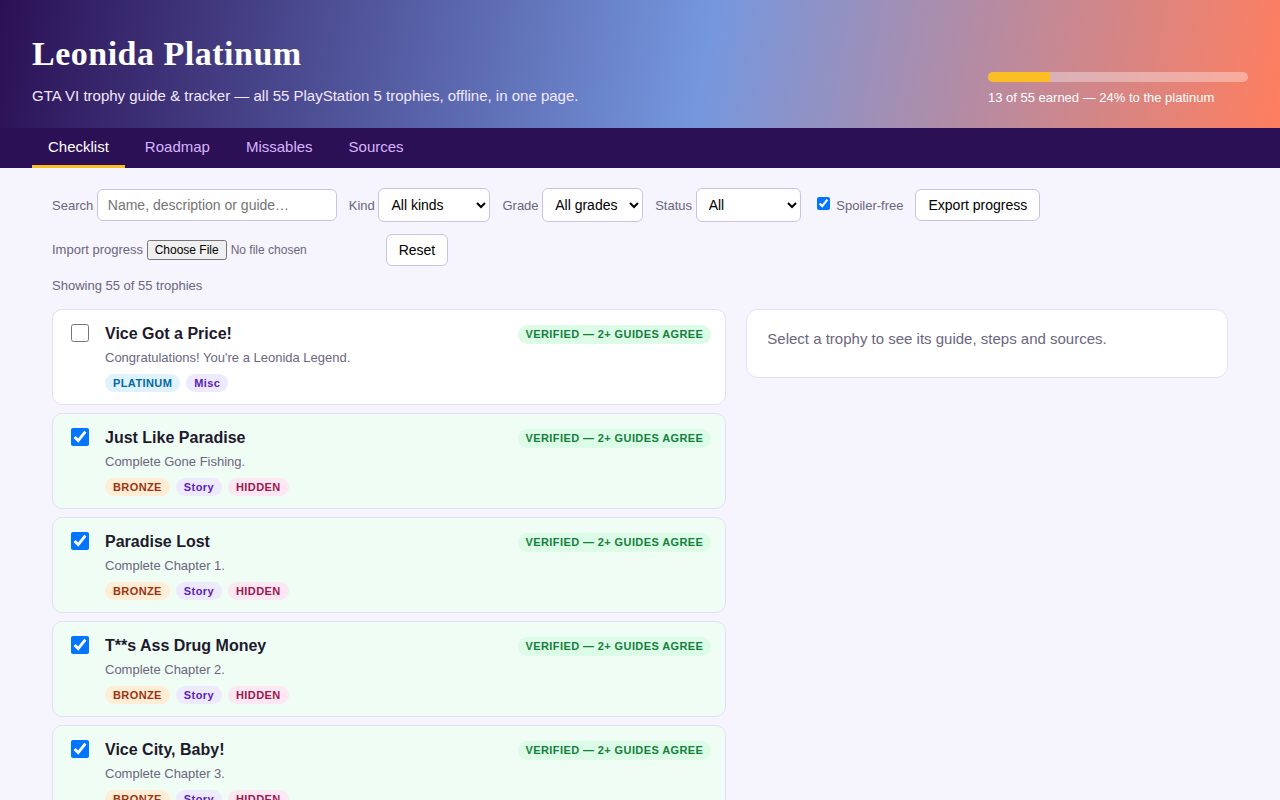 Leonida Platinum
GTA VI trophy guide & tracker — all 55 PlayStation 5 trophies, offline, in one page.
13 of 55 earned — 24% to the platinum
Checklist Roadmap Missables Sources
Search Name, description or guide… Kind All kinds Grade All grades Status All Spoiler-free Export progress
Import progress Choose File No file chosen Reset
Showing 55 of 55 trophies
Vice Got a Price! VERIFIED — 2+ GUIDES AGREE
Congratulations! You're a Leonida Legend.
PLATINUM Misc
Select a trophy to see its guide, steps and sources.
Just Like Paradise VERIFIED — 2+ GUIDES AGREE
Complete Gone Fishing.
BRONZE Story HIDDEN
Paradise Lost VERIFIED — 2+ GUIDES AGREE
Complete Chapter 1.
BRONZE Story HIDDEN
T**s Ass Drug Money VERIFIED — 2+ GUIDES AGREE
Complete Chapter 2.
BRONZE Story HIDDEN
Vice City, Baby! VERIFIED — 2+ GUIDES AGREE
Complete Chapter 3.
BRONZE Story HIDDEN